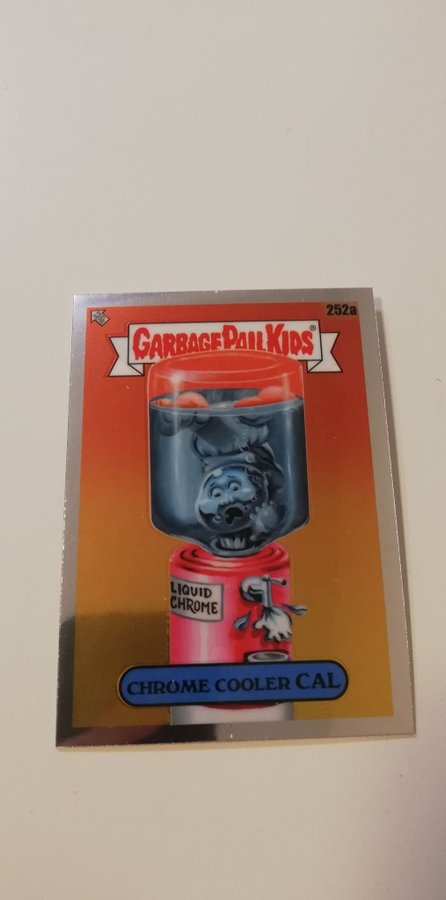 252a
GARBAGE PAIL KIDS®
LIQUID
CHROME
CHROME COOLER CAL